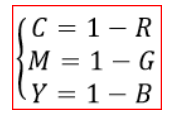 C = 1 − R
M = 1 − G
Y = 1 − B